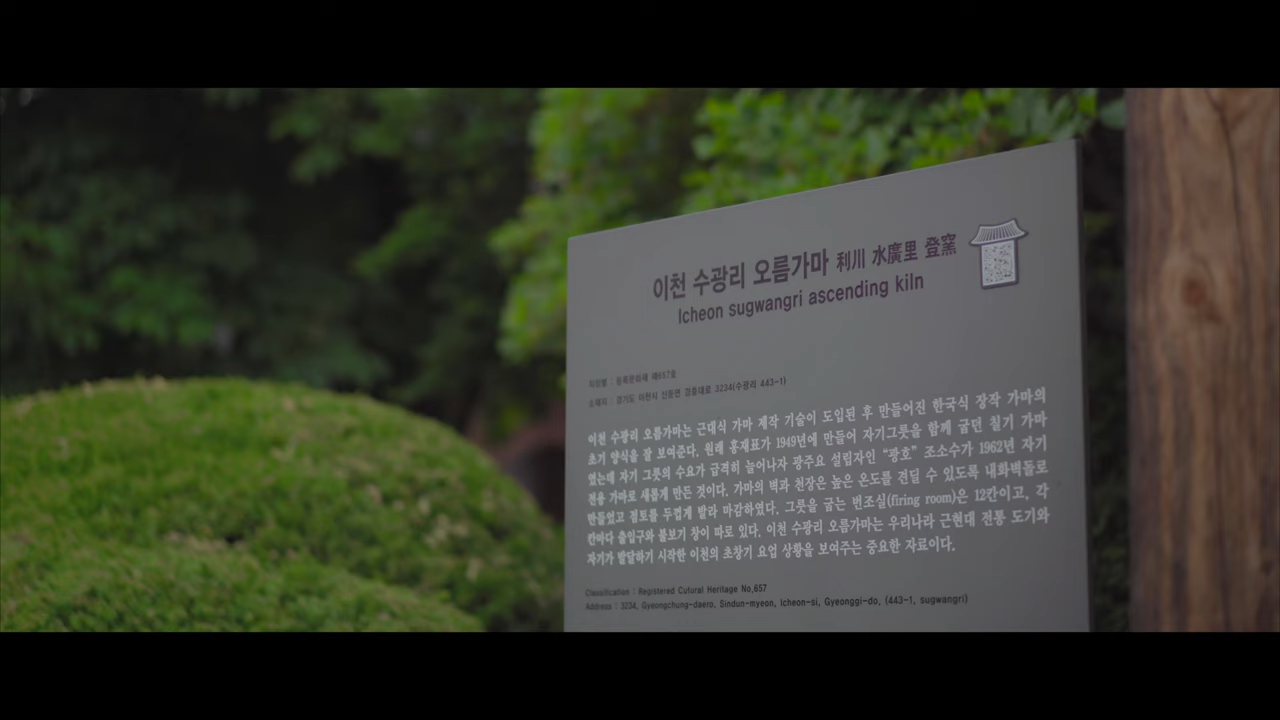 이천 수광리 오름가마 利川 水廣里 登窯
Icheon sugwangri ascending kiln
지정별 : 등록문화재 제657호
소재지 : 경기도 이천시 신둔면 경충대로 3234(수광리 443-1)
이천 수광리 오름가마는 근대식 가마 제작 기술이 도입된 후 만들어진 한국식 장작 가마의
초기 양식을 잘 보여준다. 원래 홍재표가 1949년에 만들어 자기그릇을 함께 굽던 칠기 가마
였는데 자기 그릇의 수요가 급격히 늘어나자 광주요 설립자인 “광호” 조소수가 1962년 자기
전용 가마로 새롭게 만든 것이다. 가마의 벽과 천장은 높은 온도를 견딜 수 있도록 내화벽돌로
만들었고 점토를 두껍게 발라 마감하였다. 그릇을 굽는 번조실(firing room)은 12칸이고, 각
칸마다 출입구와 불보기 창이 따로 있다. 이천 수광리 오름가마는 우리나라 근현대 전통 도기와
자기가 발달하기 시작한 이천의 초창기 요업 상황을 보여주는 중요한 자료이다.
Classification : Registered Cutural Heritage No,657
Address : 3234, Gyeongchung-daero, Sindun-myeon, Icheon-si, Gyeonggi-do, (443-1, sugwangri)